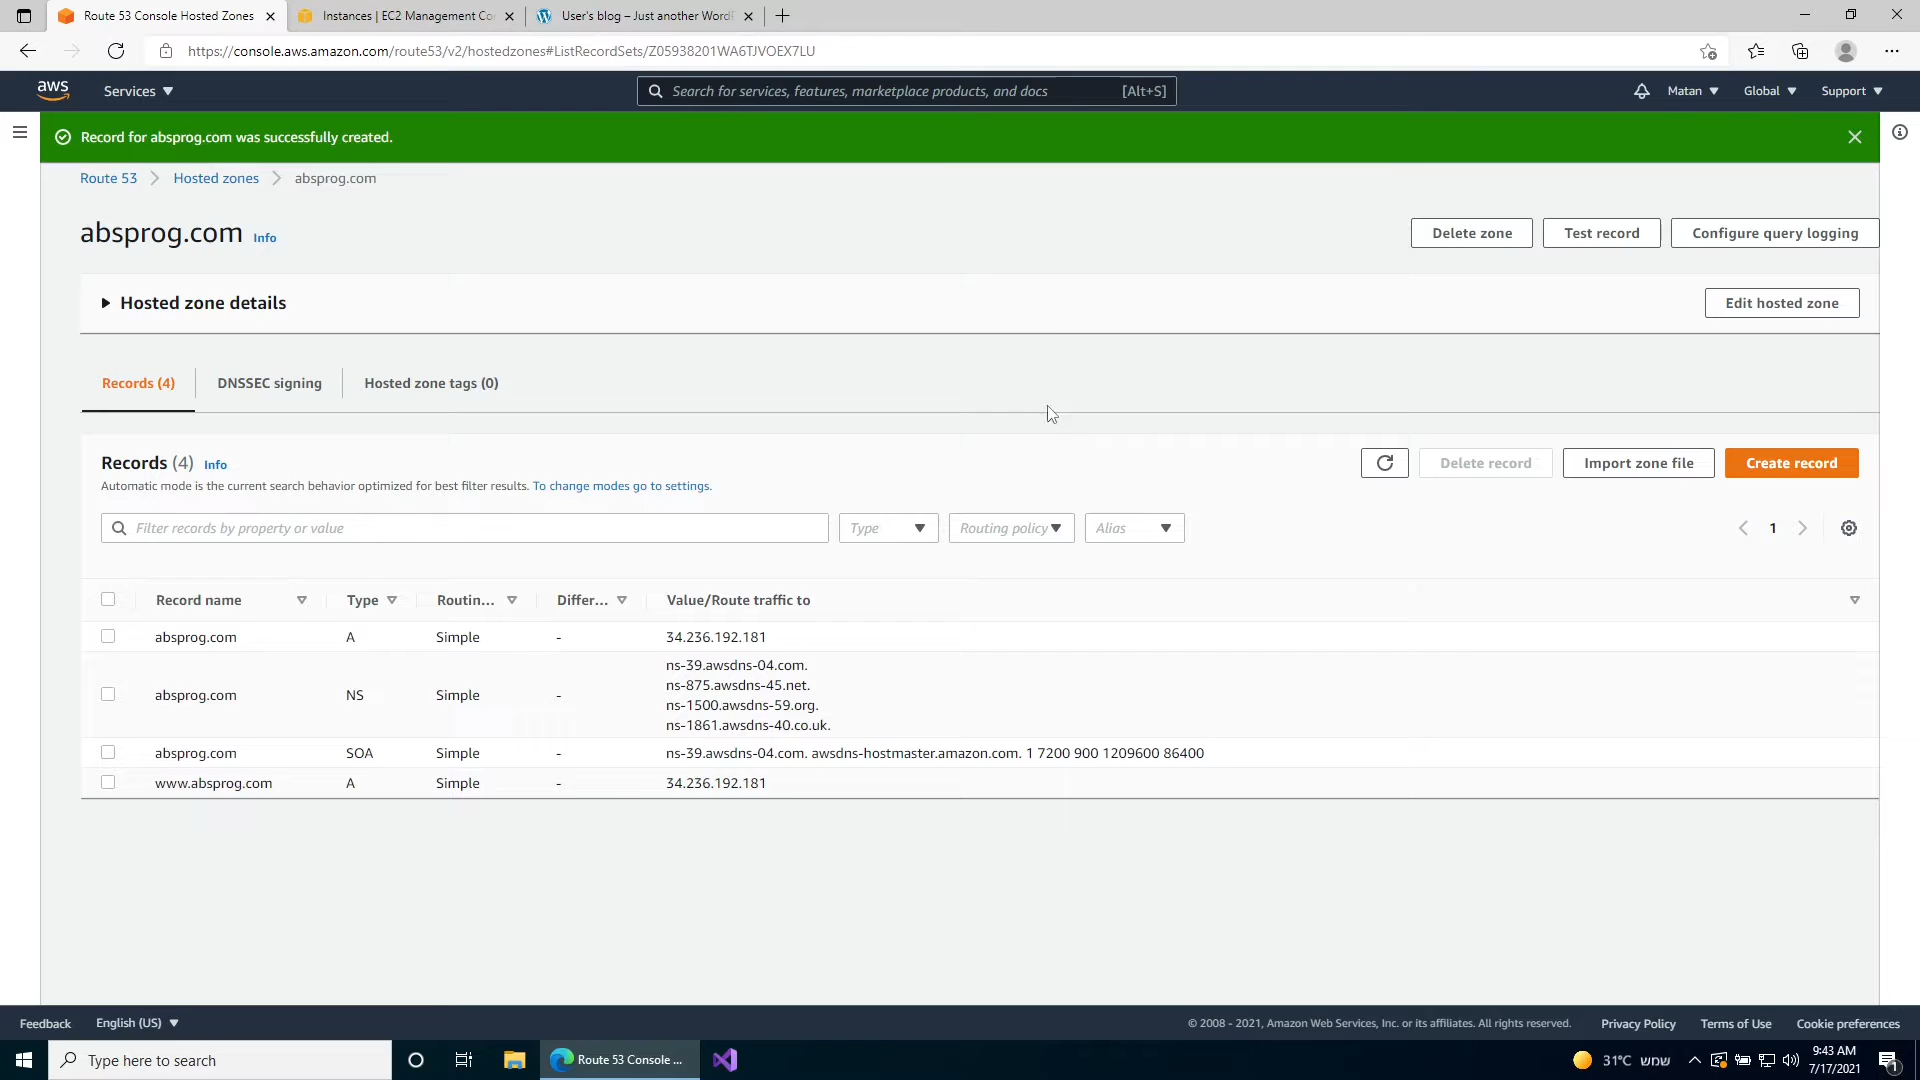 Route 53 Console Hosted Zones
Instances | EC2 Management Co
User's blog – Just another WordP
https://console.aws.amazon.com/route53/v2/hostedzones#ListRecordSets/Z05938201WA6TJVOEX7LU
aws
Services
Search for services, features, marketplace products, and docs
[Alt+S]
Matan
Global
Support
Record for absprog.com was successfully created.
Route 53
Hosted zones
absprog.com
absprog.com
Info
Delete zone
Test record
Configure query logging
Hosted zone details
Edit hosted zone
Records (4)
DNSSEC signing
Hosted zone tags (0)
Records (4)
Info
Delete record
Import zone file
Create record
Automatic mode is the current search behavior optimized for best filter results. To change modes go to settings.
Filter records by property or value
Type
Routing policy
Alias
1
Record name
Type
Routin...
Differ...
Value/Route traffic to
absprog.com
A
Simple
-
34.236.192.181
absprog.com
NS
Simple
-
ns-39.awsdns-04.com.
ns-875.awsdns-45.net.
ns-1500.awsdns-59.org.
ns-1861.awsdns-40.co.uk.
absprog.com
SOA
Simple
-
ns-39.awsdns-04.com. awsdns-hostmaster.amazon.com. 1 7200 900 1209600 86400
www.absprog.com
A
Simple
-
34.236.192.181
Feedback
English (US)
© 2008 - 2021, Amazon Web Services, Inc. or its affiliates. All rights reserved.
Privacy Policy
Terms of Use
Cookie preferences
Type here to search
Route 53 Console ...
31°C
שמש
9:43 AM
7/17/2021
1